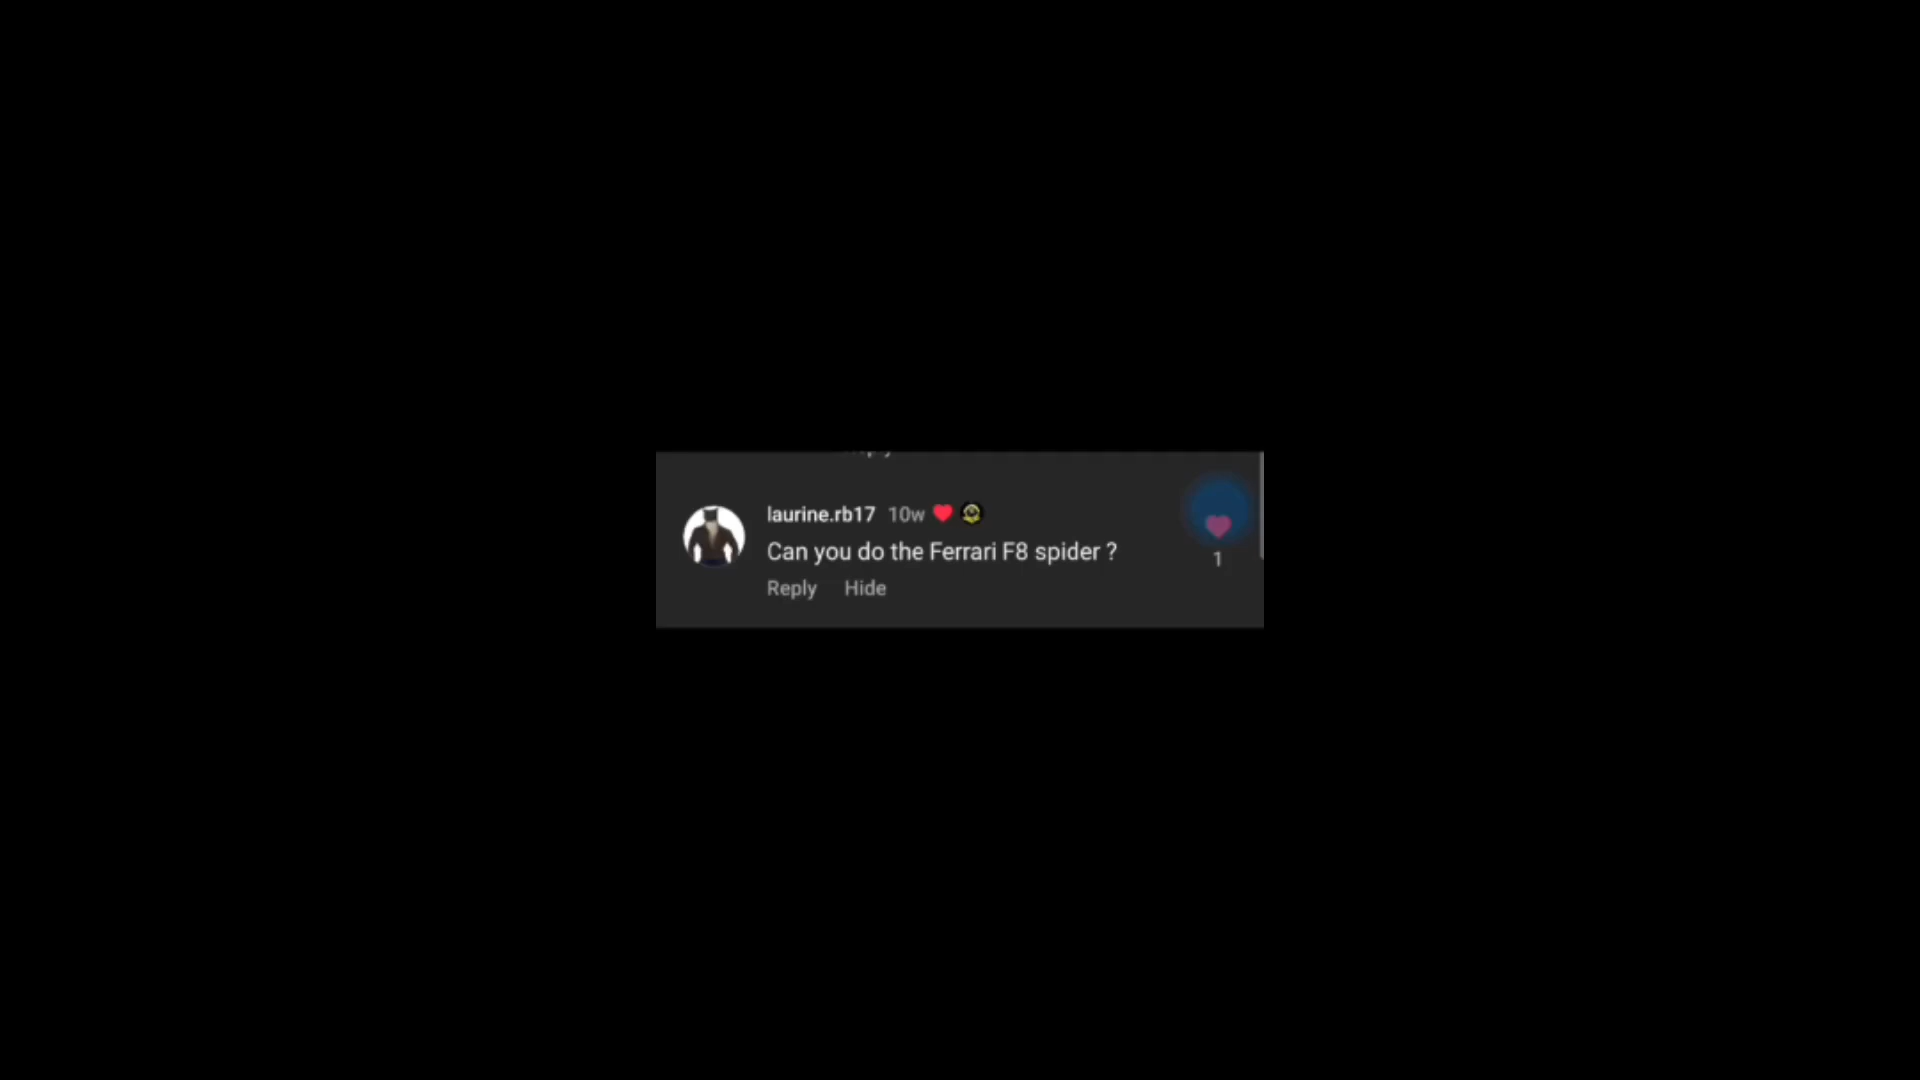 laurine.rb17 10w
Can you do the Ferrari F8 spider ?
1
Reply Hide